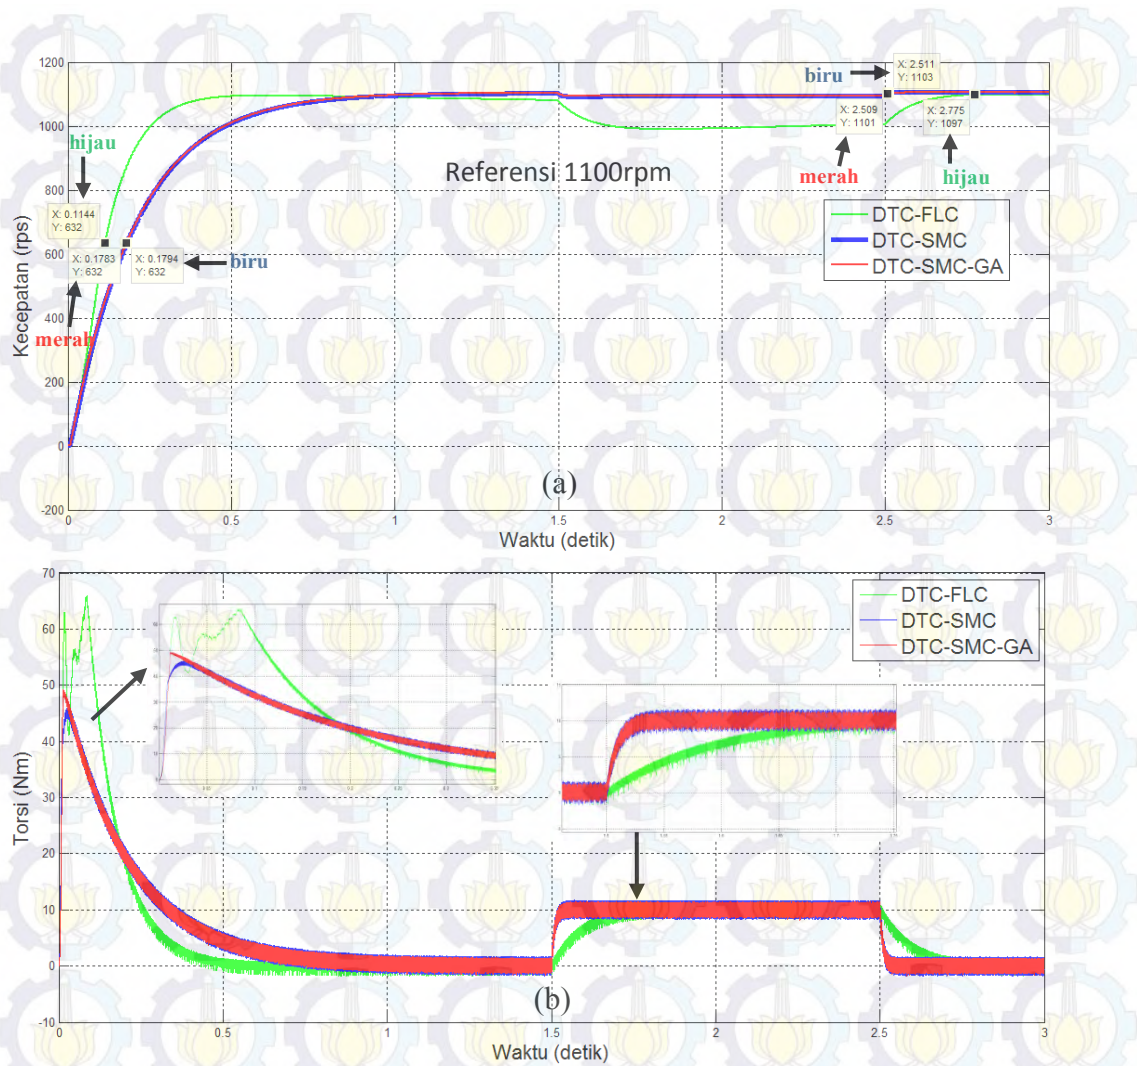 1200
1000
800
600
400
200
0
-200
Kecepatan (rps)
hijau
X: 0.1144
Y: 632
X: 0.1783
Y: 632
X: 0.1794
Y: 632
biru
merah
Referensi 1100rpm
biru
X: 2.511
Y: 1103
X: 2.509
Y: 1101
X: 2.775
Y: 1097
merah
hijau
DTC-FLC
DTC-SMC
DTC-SMC-GA
(a)
0 0.5 1 1.5 2 2.5 3
Waktu (detik)
70
60
50
40
30
20
10
0
-10
Torsi (Nm)
DTC-FLC
DTC-SMC
DTC-SMC-GA
(b)
0 0.5 1 1.5 2 2.5 3
Waktu (detik)